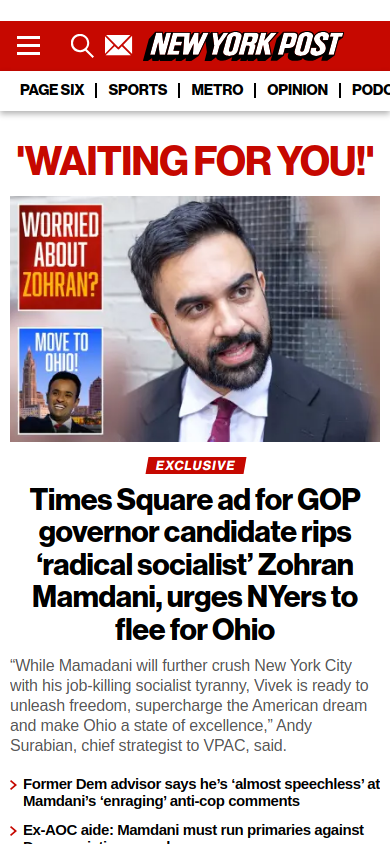 NEW YORK POST
PAGE SIX
SPORTS
METRO
OPINION
'WAITING FOR YOU!'
WORRIED
ABOUT
ZOHRAN?
MOVE TO
OHIO!
EXCLUSIVE
Times Square ad for GOP
governor candidate rips
‘radical socialist’ Zohran
Mamdani, urges NYers to
flee for Ohio
“While Mamadani will further crush New York City
with his job-killing socialist tyranny, Vivek is ready to
unleash freedom, supercharge the American dream
and make Ohio a state of excellence,” Andy
Surabian, chief strategist to VPAC, said.
Former Dem advisor says he’s ‘almost speechless’ at
Mamdani’s ‘enraging’ anti-cop comments
Ex-AOC aide: Mamdani must run primaries against